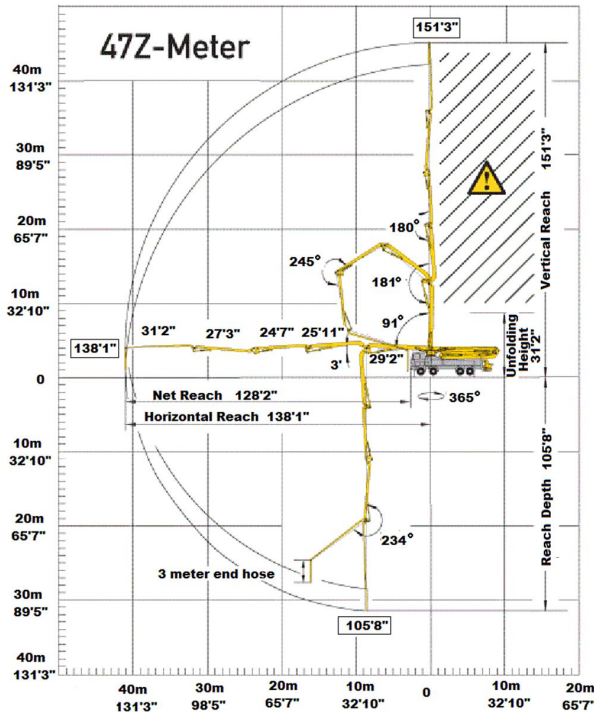 47Z-Meter
151'3"
40m
131'3"
30m
89'5"
20m
65'7"
10m
32'10"
0
10m
32'10"
20m
65'7"
30m
89'5"
40m
131'3"
151'3"
Vertical Reach
180°
245°
181°
91°
Unfolding
Height
31'2"
138'1"
31'2"
27'3"
24'7"
25'11"
29'2"
3'
Net Reach 128'2"
Horizontal Reach 138'1"
365°
105'8"
Reach Depth
234°
3 meter end hose
105'8"
40m
131'3"
30m
98'5"
20m
65'7"
10m
32'10"
0
10m
32'10"
20m
65'7"